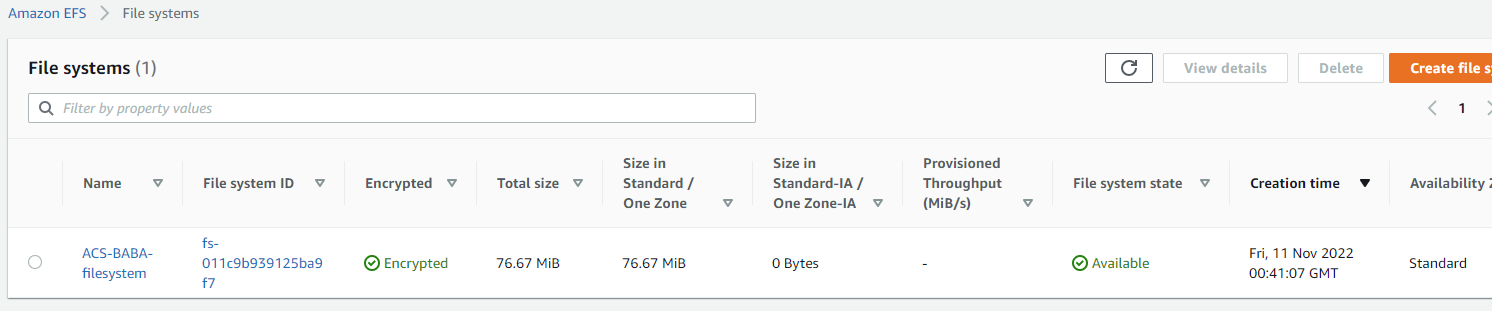 Amazon EFS > File systems
File systems (1)
View details
Delete
Create file sy
Filter by property values
1
Name
File system ID
Encrypted
Total size
Size in
Standard /
One Zone
Size in
Standard-IA /
One Zone-IA
Provisioned
Throughput
(MiB/s)
File system state
Creation time
Availability Z
ACS-BABA-
filesystem
fs-
011c9b939125ba9
f7
Encrypted
76.67 MiB
76.67 MiB
0 Bytes
-
Available
Fri, 11 Nov 2022
00:41:07 GMT
Standard